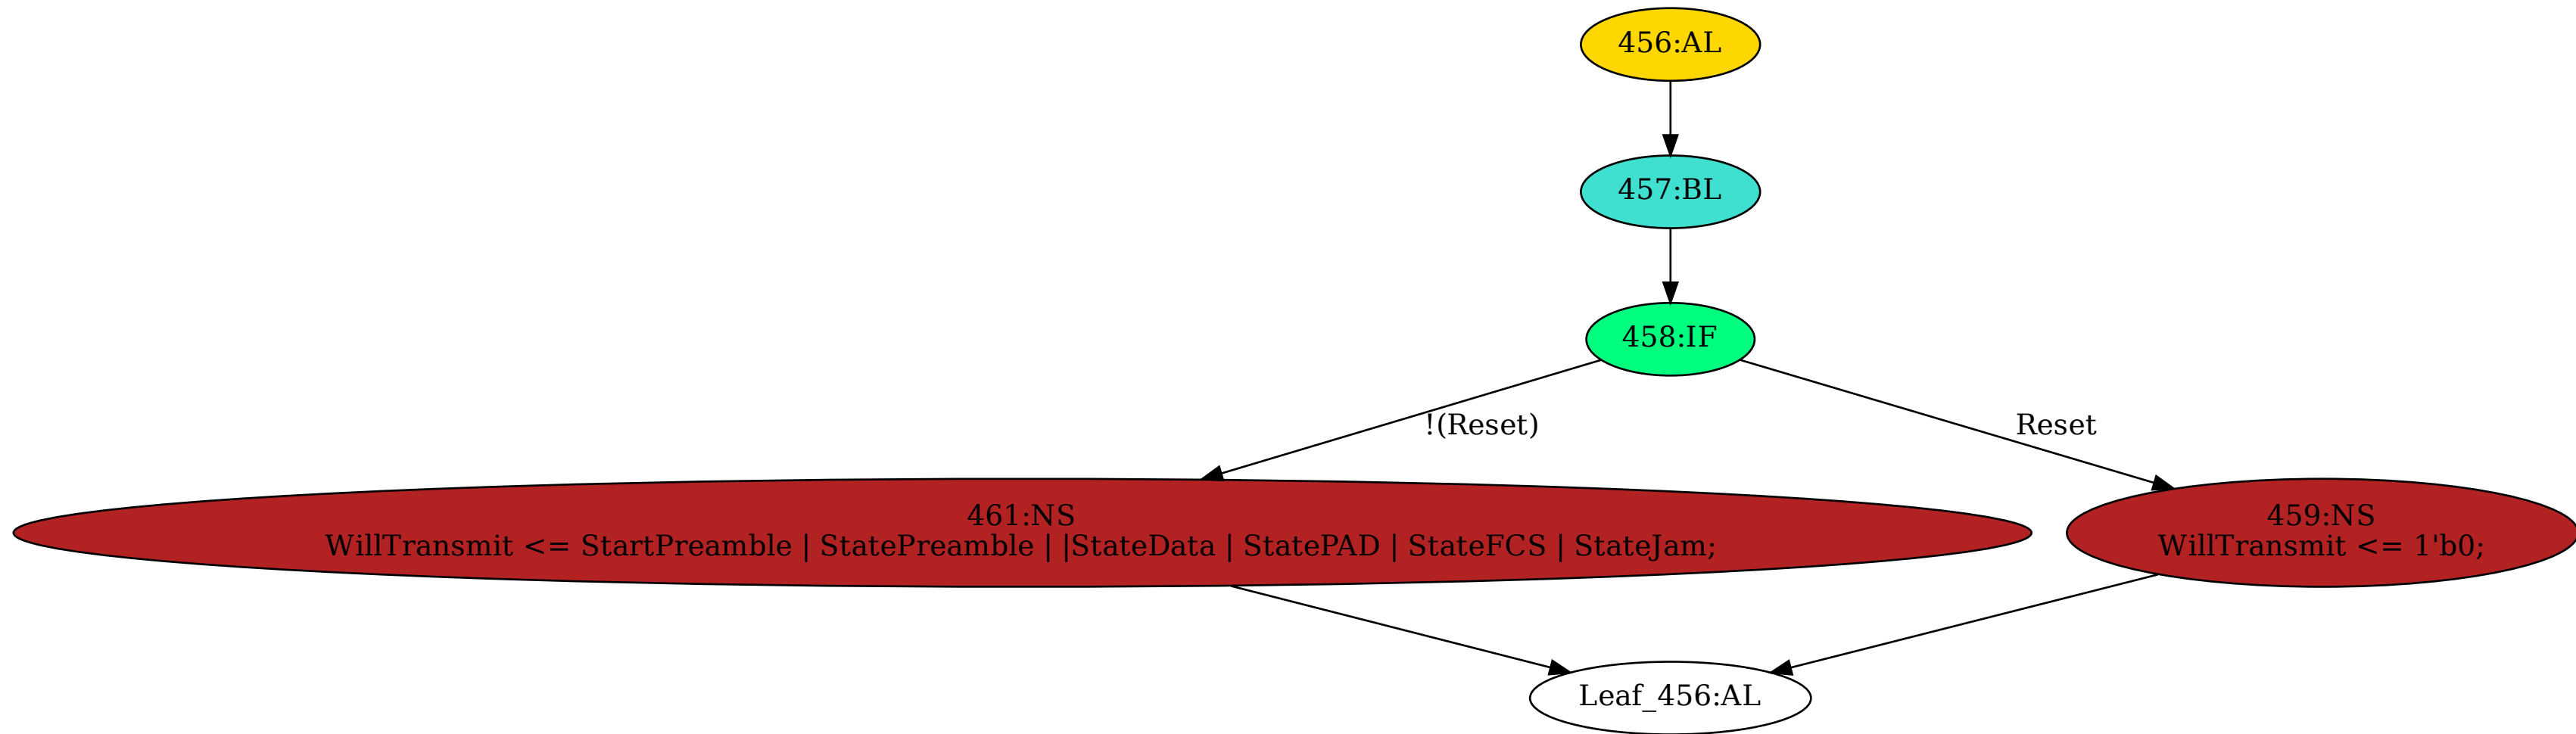 456:AL
457:BL
458:IF
!(Reset)
Reset
461:NS
WillTransmit <= StartPreamble | StatePreamble | |StateData | StatePAD | StateFCS | StateJam;
459:NS
WillTransmit <= 1'b0;
Leaf_456:AL